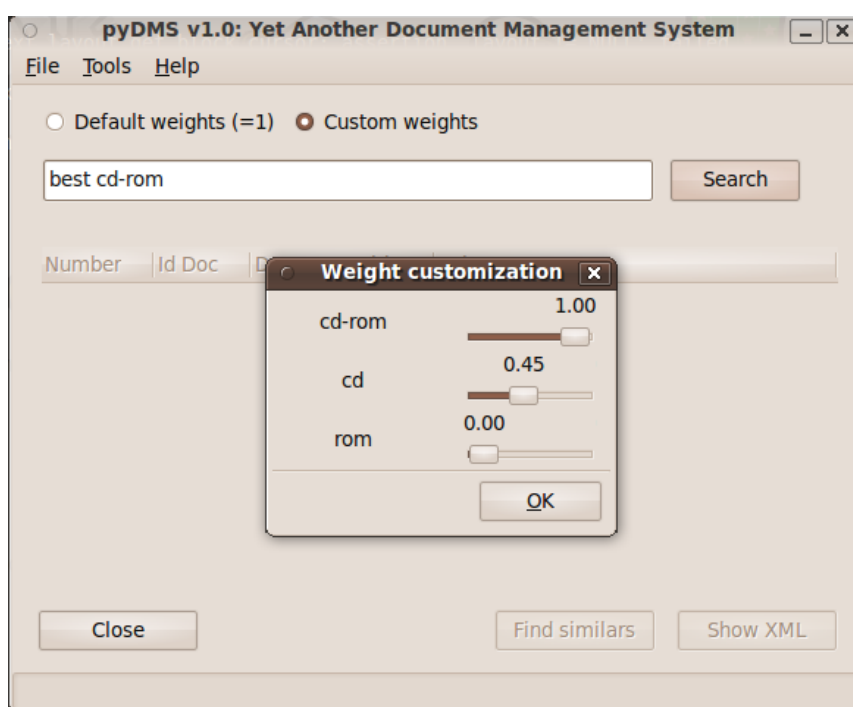 pyDMS v1.0: Yet Another Document Management System
File Tools Help
Default weights (=1) Custom weights
best cd-rom Search
Number Id Doc
Weight customization
cd-rom 1.00
cd 0.45
rom 0.00
OK
Close Find similars Show XML